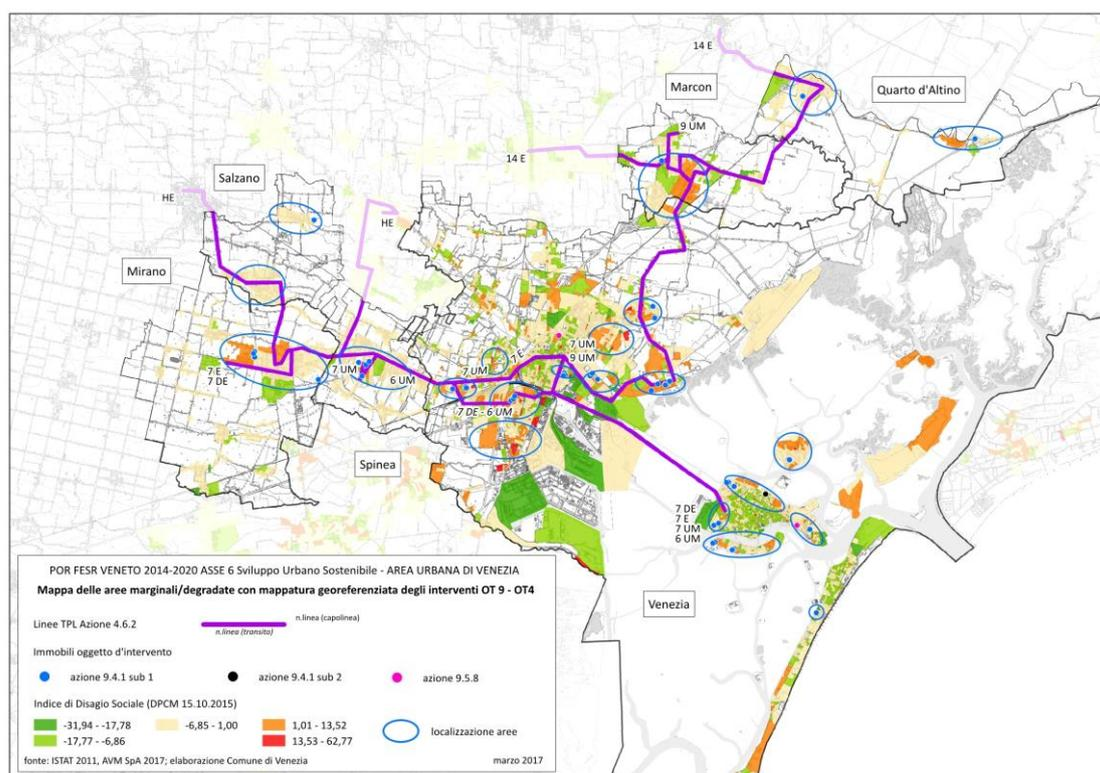 14 E
Marcon
Quarto d'Altino
9 UM
14 E
Salzano
HE
HE
Mirano
7 UM
9 UM
7 E
7 UM
7 E
7 DE
7 UM
6 UM
7 DE - 6 UM
Spinea
7 DE
7 E
7 UM
6 UM
Venezia
POR FESR VENETO 2014-2020 ASSE 6 Sviluppo Urbano Sostenibile - AREA URBANA DI VENEZIA
Mappa delle aree marginali/degradate con mappatura georeferenziata degli interventi OT 9 - OT4
Linee TPL Azione 4.6.2
n.linea (capolinea)
n.linea (transito)
Immobili oggetto d'intervento
azione 9.4.1 sub 1
azione 9.4.1 sub 2
azione 9.5.8
Indice di Disagio Sociale (DPCM 15.10.2015)
-31,94 - -17,78
-6,85 - 1,00
1,01 - 13,52
-17,77 - -6,86
13,53 - 62,77
localizzazione aree
fonte: ISTAT 2011, AVM SpA 2017; elaborazione Comune di Venezia
marzo 2017